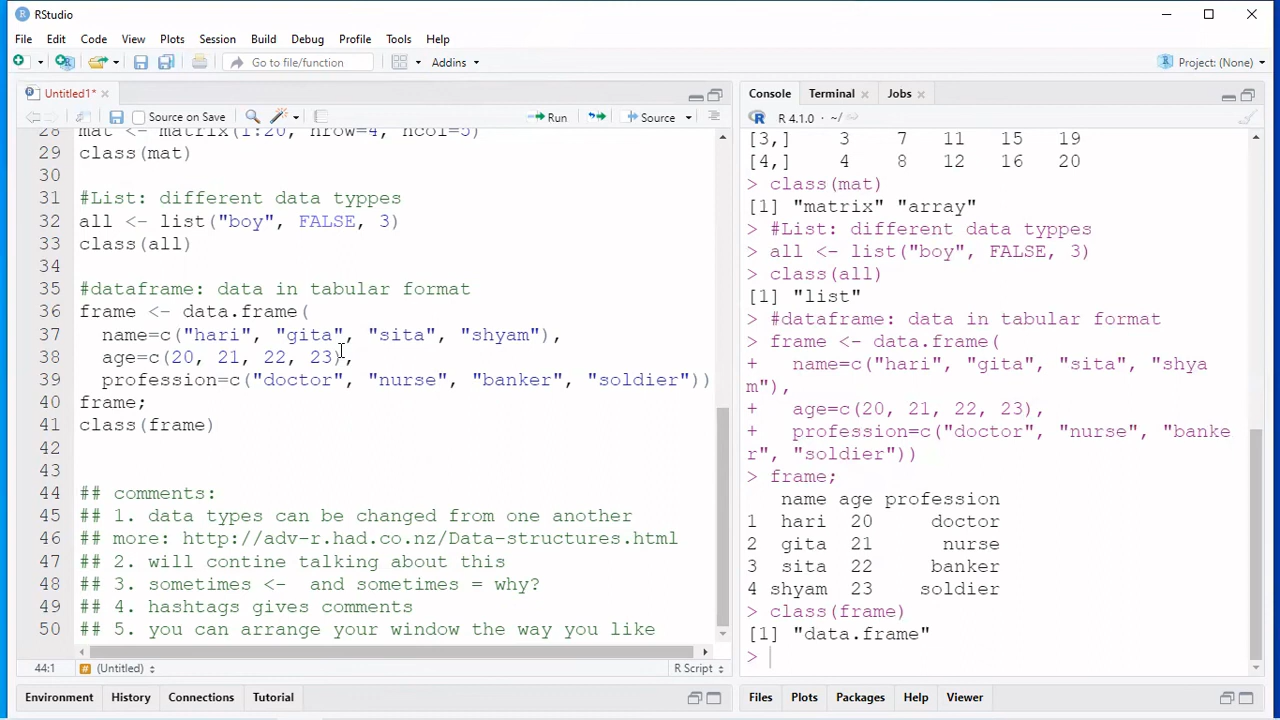 RStudio
File Edit Code View Plots Session Build Debug Profile Tools Help
Go to file/function Addins Project: (None)
Untitled1*
Source on Save Run Source
28 mat <- matrix(1:20, nrow=4, ncol=5)
29 class(mat)
30
31 #List: different data typpes
32 all <- list("boy", FALSE, 3)
33 class(all)
34
35 #dataframe: data in tabular format
36 frame <- data.frame(
37 name=c("hari", "gita", "sita", "shyam"),
38 age=c(20, 21, 22, 23),
39 profession=c("doctor", "nurse", "banker", "soldier"))
40 frame;
41 class(frame)
42
43
44 ## comments:
45 ## 1. data types can be changed from one another
46 ## more: http://adv-r.had.co.nz/Data-structures.html
47 ## 2. will contine talking about this
48 ## 3. sometimes <- and sometimes = why?
49 ## 4. hashtags gives comments
50 ## 5. you can arrange your window the way you like
44:1 # (Untitled) R Script
Environment History Connections Tutorial
Console Terminal Jobs
R 4.1.0 · ~/
[3,] 3 7 11 15 19
[4,] 4 8 12 16 20
> class(mat)
[1] "matrix" "array"
> #List: different data typpes
> all <- list("boy", FALSE, 3)
> class(all)
[1] "list"
> #dataframe: data in tabular format
> frame <- data.frame(
+ name=c("hari", "gita", "sita", "shya
m"),
+ age=c(20, 21, 22, 23),
+ profession=c("doctor", "nurse", "banke
r", "soldier"))
> frame;
name age profession
1 hari 20 doctor
2 gita 21 nurse
3 sita 22 banker
4 shyam 23 soldier
> class(frame)
[1] "data.frame"
>
Files Plots Packages Help Viewer